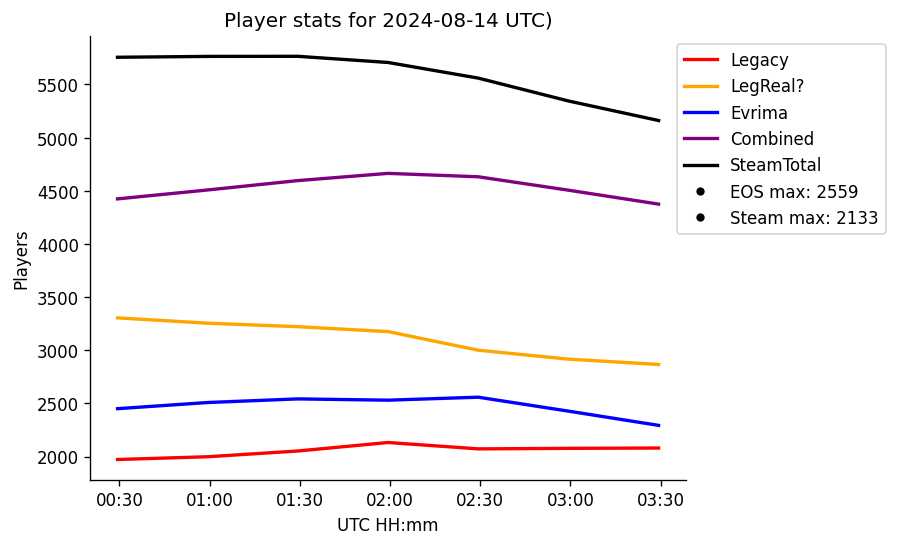 Player stats for 2024-08-14 UTC)
Legacy
LegReal?
Evrima
Combined
SteamTotal
EOS max: 2559
Steam max: 2133
Players
5500
5000
4500
4000
3500
3000
2500
2000
00:30 01:00 01:30 02:00 02:30 03:00 03:30
UTC HH:mm